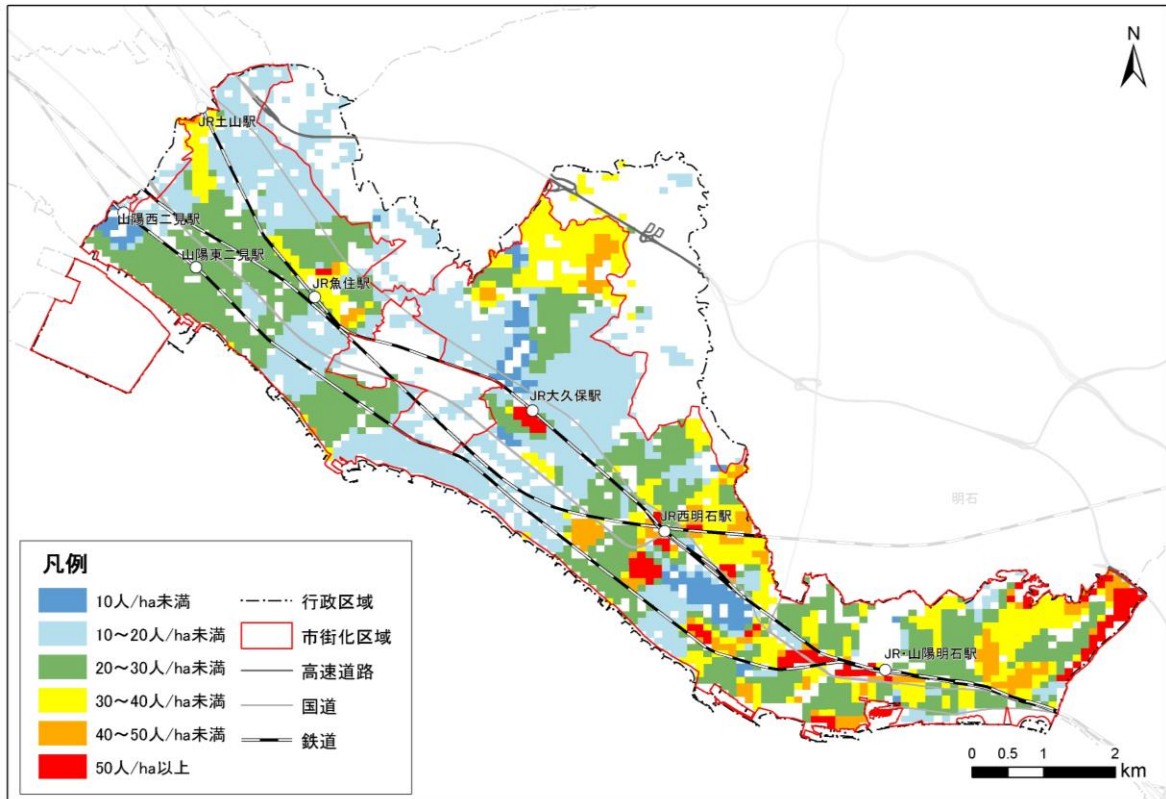 N
JR土山駅
山陽西二見駅
山陽東二見駅
JR魚住駅
JR大久保駅
明石
JR西明石駅
JR・山陽明石駅
凡例
10人/ha未満
10～20人/ha未満
20～30人/ha未満
30～40人/ha未満
40～50人/ha未満
50人/ha以上
行政区域
市街化区域
高速道路
国道
鉄道
0 0.5 1 2
km